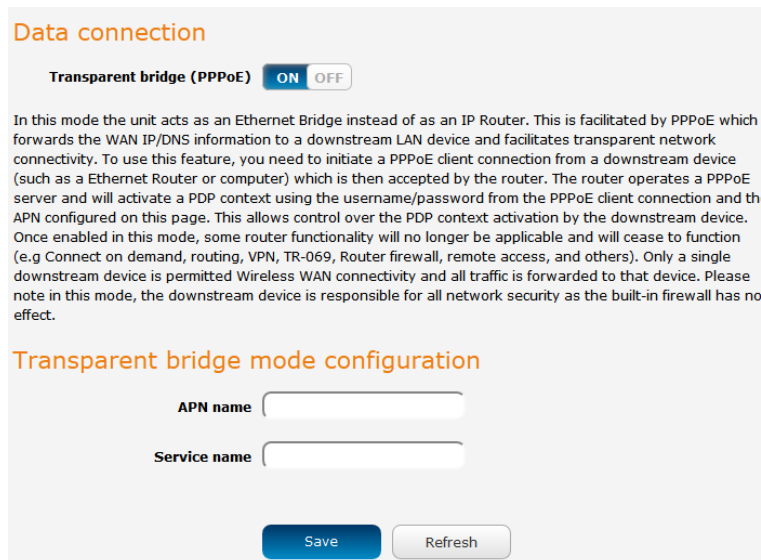 Data connection
Transparent bridge (PPPoE) ON OFF
In this mode the unit acts as an Ethernet Bridge instead of as an IP Router. This is facilitated by PPPoE which
forwards the WAN IP/DNS information to a downstream LAN device and facilitates transparent network
connectivity. To use this feature, you need to initiate a PPPoE client connection from a downstream device
(such as a Ethernet Router or computer) which is then accepted by the router. The router operates a PPPoE
server and will activate a PDP context using the username/password from the PPPoE client connection and th
APN configured on this page. This allows control over the PDP context activation by the downstream device.
Once enabled in this mode, some router functionality will no longer be applicable and will cease to function
(e.g Connect on demand, routing, VPN, TR-069, Router firewall, remote access, and others). Only a single
downstream device is permitted Wireless WAN connectivity and all traffic is forwarded to that device. Please
note in this mode, the downstream device is responsible for all network security as the built-in firewall has no
effect.
Transparent bridge mode configuration
APN name
Service name
Save Refresh